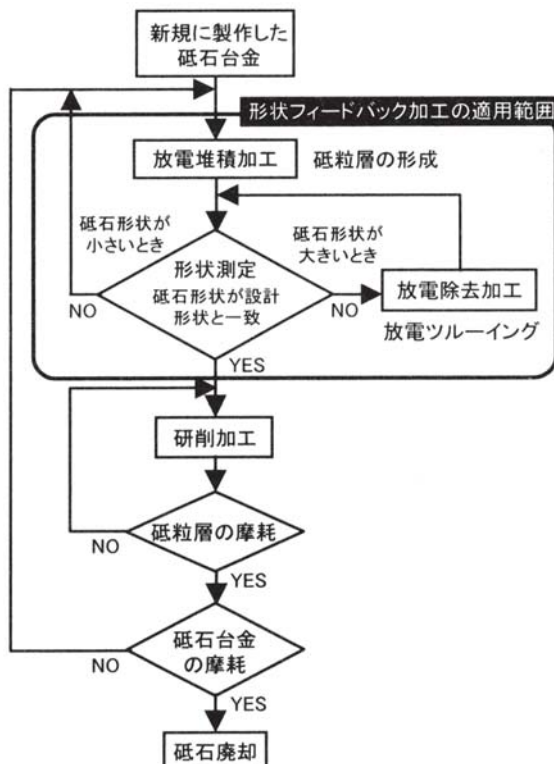 新規に製作した
砥石台金
形状フィードバック加工の適用範囲
放電堆積加工
砥粒層の形成
砥石形状が
小さいとき
砥石形状が
大きいとき
形状測定
砥石形状が設計
形状と一致
NO
NO
放電除去加工
放電ツルーイング
YES
研削加工
砥粒層の摩耗
NO
YES
砥石台金
の摩耗
NO
YES
砥石廃却